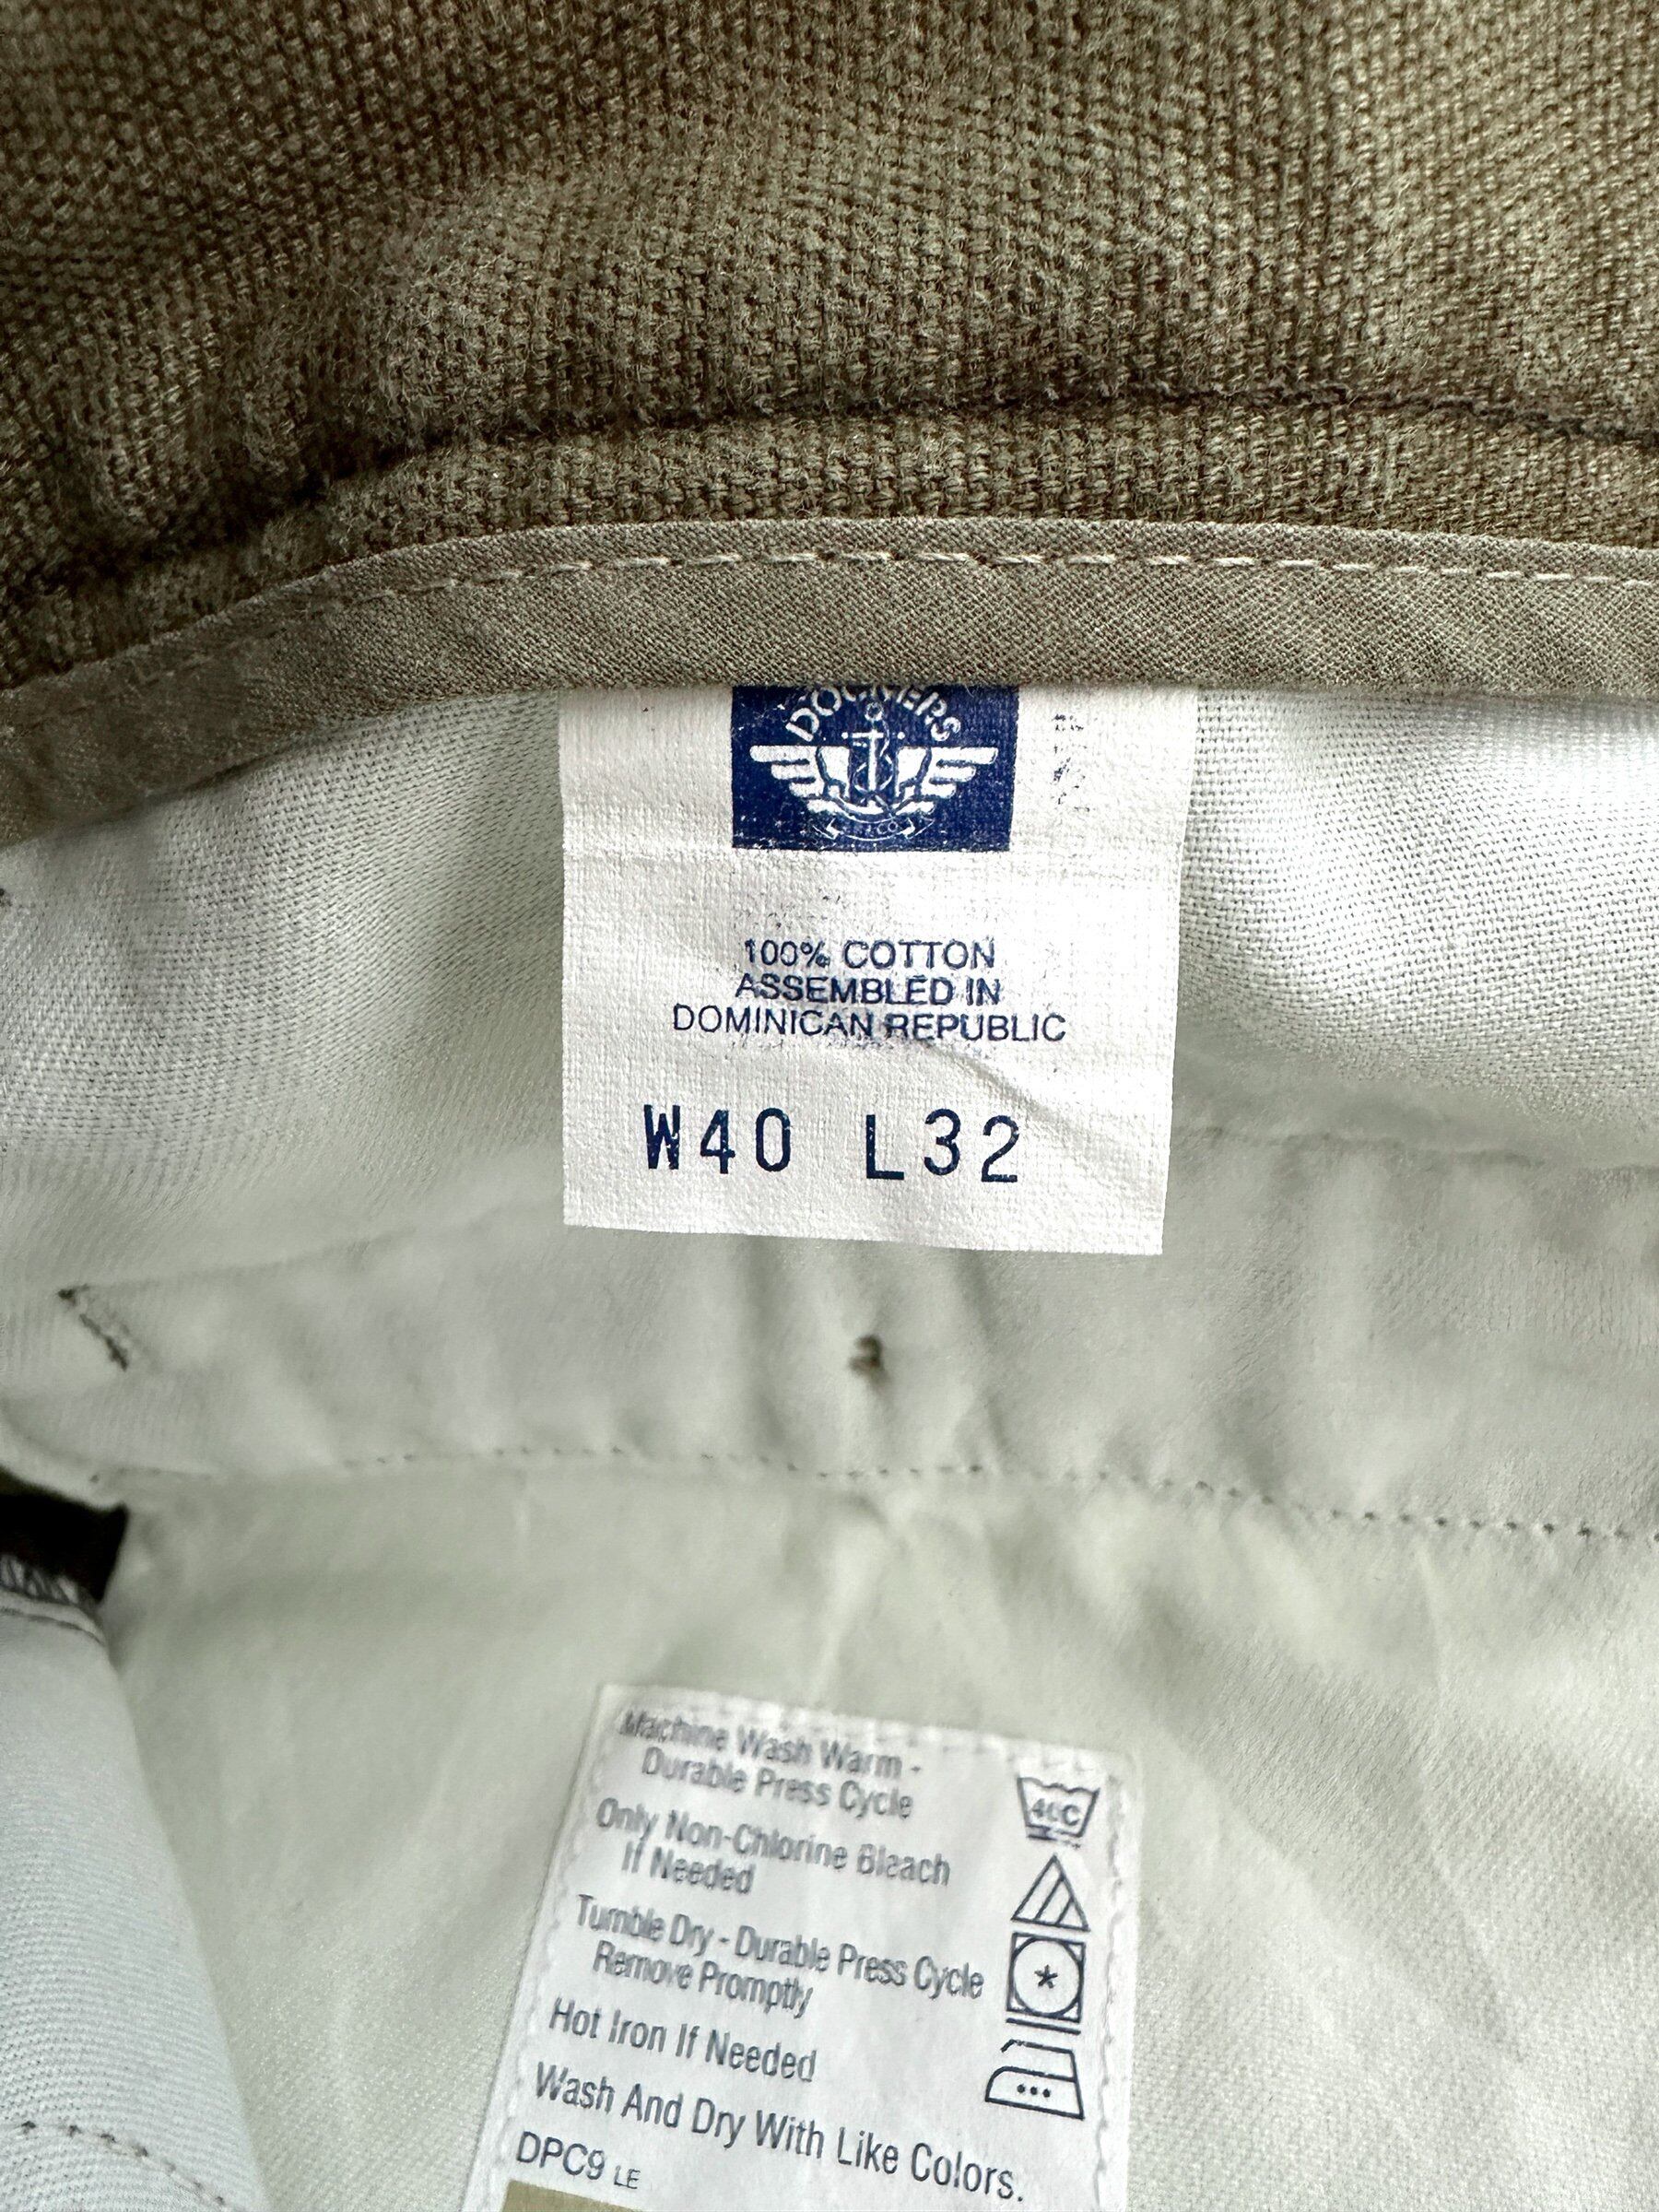 DOCKERS
100% COTTON
ASSEMBLED IN
DOMINICAN REPUBLIC
W40 L32
Machine Wash Warm -
Durable Press Cycle
40C
Only Non-Chlorine Bleach
If Needed
Tumble Dry - Durable Press Cycle
Remove Promptly
Hot Iron If Needed
Wash And Dry With Like Colors.
DPC9 LE